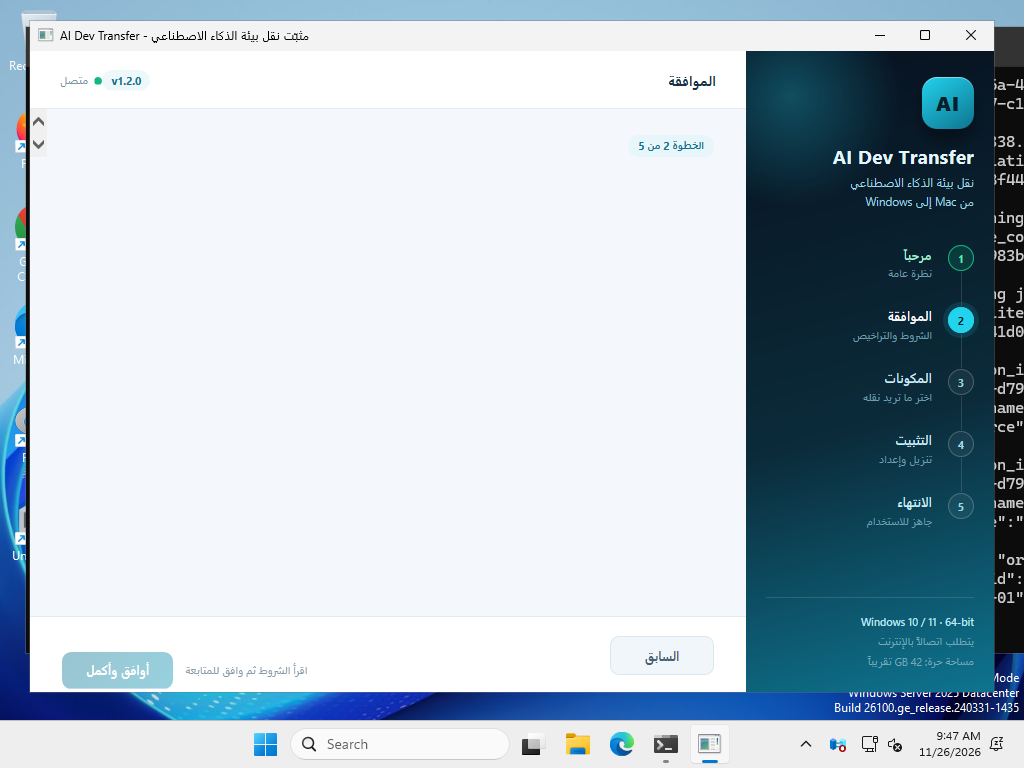 AI Dev Transfer - مثبّت نقل بيئة الذكاء الاصطناعي
الموافقة
v1.2.0
متصل
الخطوة 2 من 5
AI
AI Dev Transfer
نقل بيئة الذكاء الاصطناعي
من Mac إلى Windows
1
مرحباً
نظرة عامة
2
الموافقة
الشروط والتراخيص
3
المكونات
اختر ما تريد نقله
4
التثبيت
تنزيل وإعداد
5
الانتهاء
جاهز للاستخدام
Windows 10 / 11 · 64-bit
يتطلب اتصالاً بالإنترنت
مساحة حرة: 42 GB تقريباً
السابق
اقرأ الشروط ثم وافق للمتابعة
أوافق وأكمل
Mode
Windows Server 2025 Datacenter
Build 26100.ge_release.240331-1435
Search
9:47 AM
11/26/2026